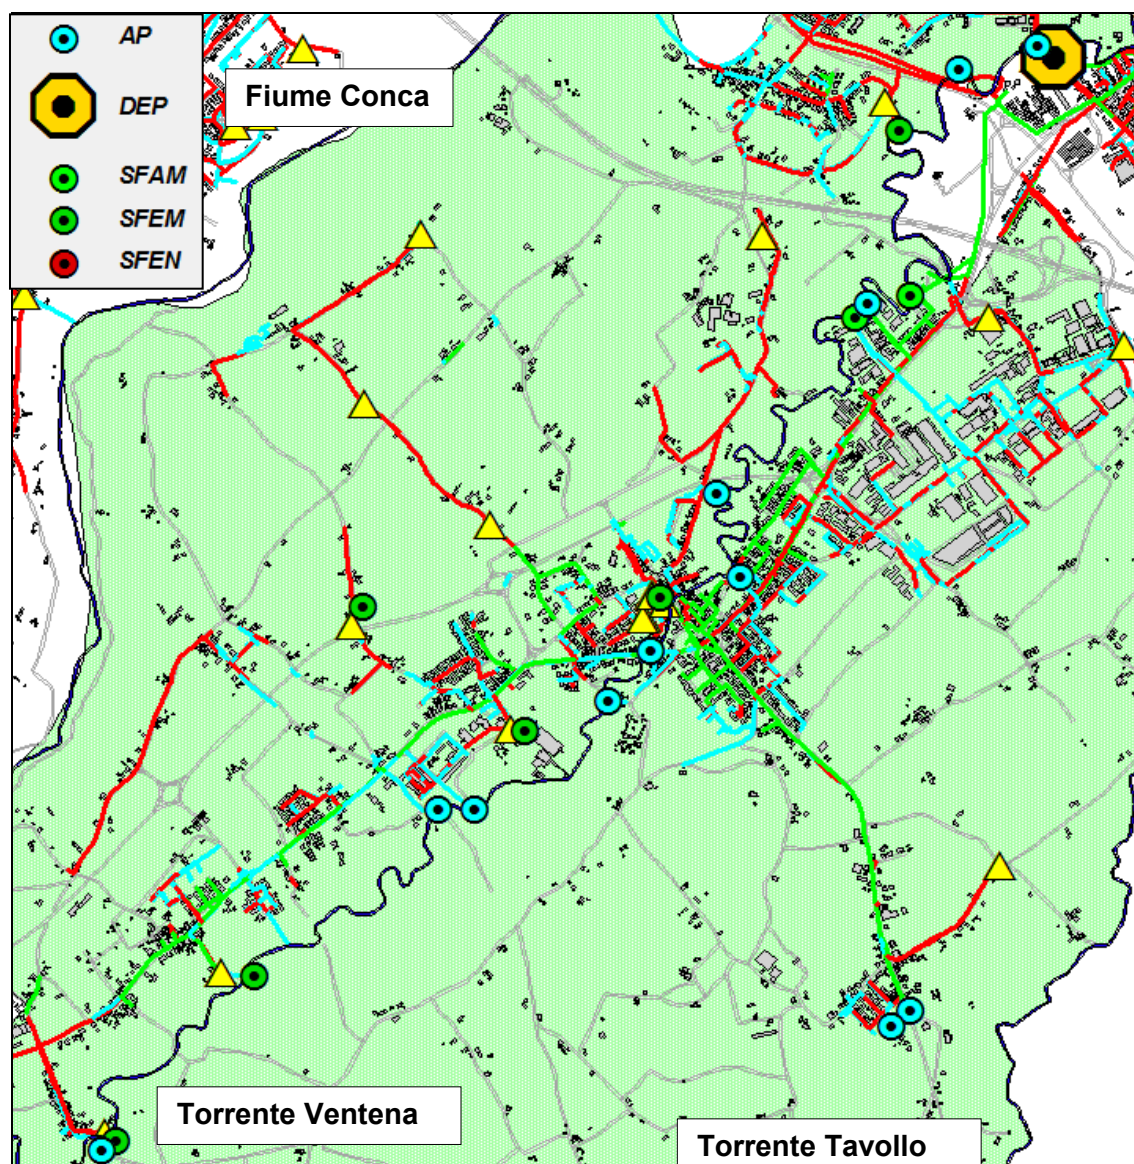 AP
DEP
SFAM
SFEM
SFEN
Fiume Conca
Torrente Ventena
Torrente Tavollo